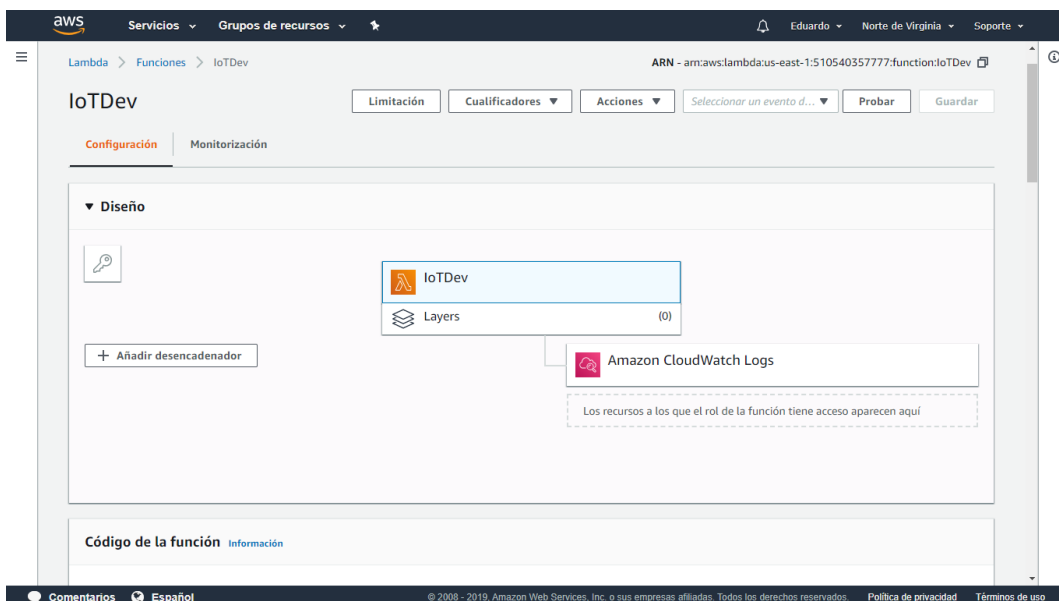 aws Servicios Grupos de recursos Eduardo Norte de Virginia Soporte
Lambda > Funciones > IoTDev ARN - arn:aws:lambda:us-east-1:510540357777:function:IoTDev
IoTDev Limitación Cualificadores Acciones Seleccionar un evento d... Probar Guardar
Configuración Monitorización
Diseño
IoTDev
Layers (0)
+ Añadir desencadenador
Amazon CloudWatch Logs
Los recursos a los que el rol de la función tiene acceso aparecen aquí
Código de la función Información
Comentarios Español © 2008 - 2019, Amazon Web Services, Inc. o sus empresas afiliadas. Todos los derechos reservados. Política de privacidad Términos de uso